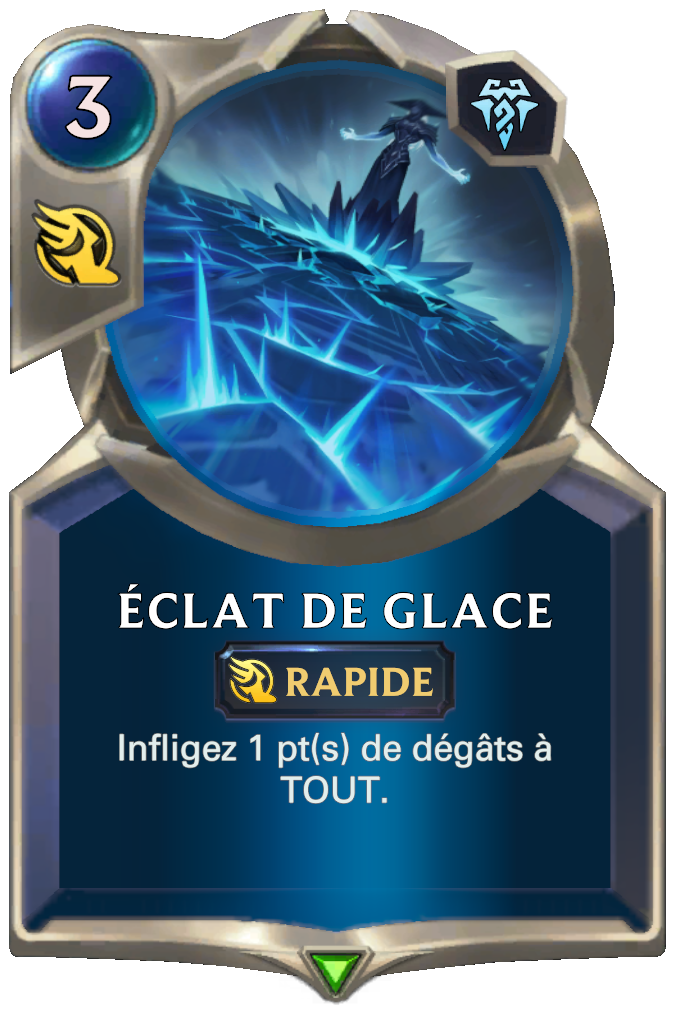 3
ÉCLAT DE GLACE
RAPIDE
Infligez 1 pt(s) de dégâts à
TOUT.